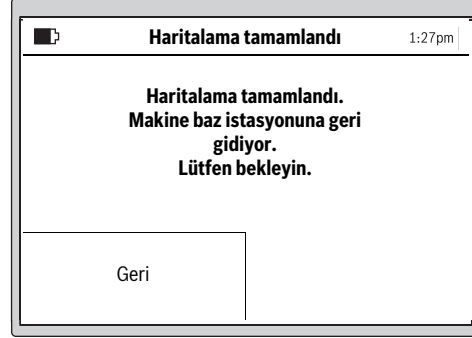 Haritalama tamamlandı 1:27pm
Haritalama tamamlandı.
Makine baz istasyonuna geri
gidiyor.
Lütfen bekleyin.
Geri